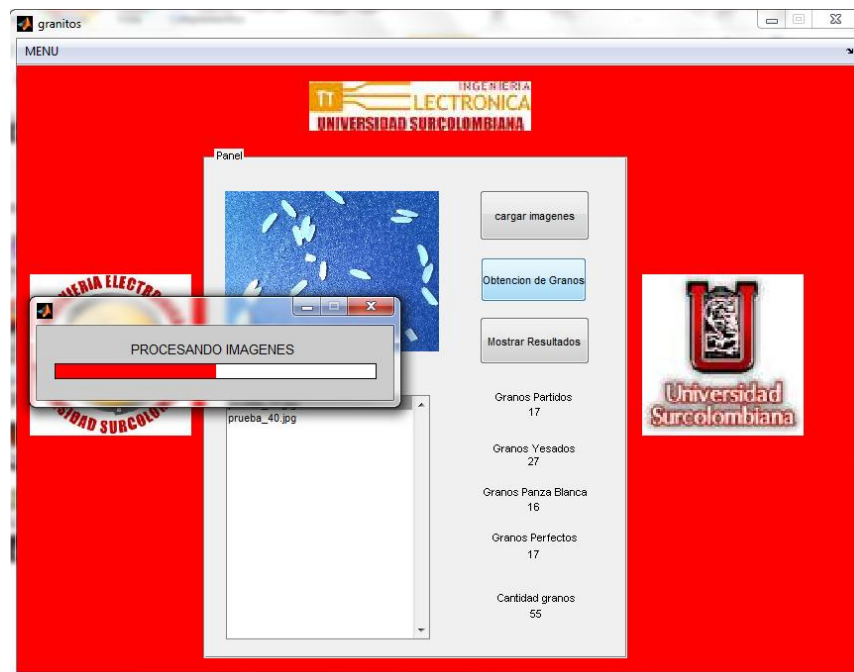 granitos
MENU
INGENIERIA
ELECTRONICA
UNIVERSIDAD SURCOLOMBIANA
Panel
cargar imagenes
Obtencion de Granos
Mostrar Resultados
PROCESANDO IMAGENES
prueba_40.jpg
Granos Partidos
17
Granos Yesados
27
Granos Panza Blanca
16
Granos Perfectos
17
Cantidad granos
55
Universidad
Surcolombiana